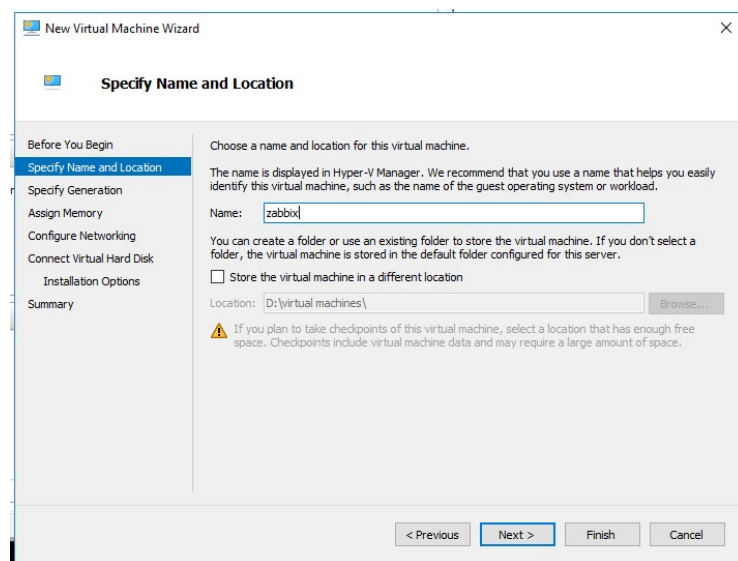 New Virtual Machine Wizard
Specify Name and Location
Before You Begin
Specify Name and Location
Specify Generation
Assign Memory
Configure Networking
Connect Virtual Hard Disk
Installation Options
Summary
Choose a name and location for this virtual machine.
The name is displayed in Hyper-V Manager. We recommend that you use a name that helps you easily
identify this virtual machine, such as the name of the guest operating system or workload.
Name: zabbix
You can create a folder or use an existing folder to store the virtual machine. If you don't select a
folder, the virtual machine is stored in the default folder configured for this server.
Store the virtual machine in a different location
Location: D:\virtual machines\ Browse...
If you plan to take checkpoints of this virtual machine, select a location that has enough free
space. Checkpoints include virtual machine data and may require a large amount of space.
< Previous Next > Finish Cancel